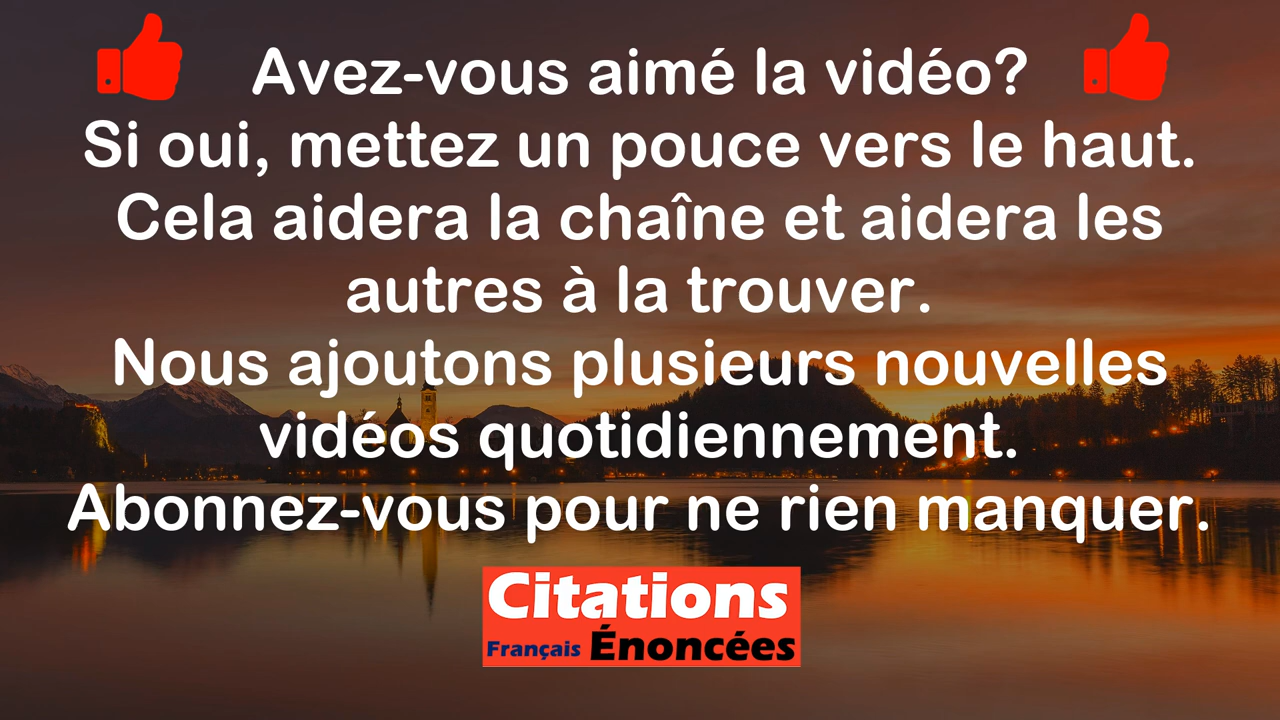 Avez-vous aimé la vidéo?
Si oui, mettez un pouce vers le haut.
Cela aidera la chaîne et aidera les
autres à la trouver.
Nous ajoutons plusieurs nouvelles
vidéos quotidiennement.
Abonnez-vous pour ne rien manquer.
Citations
Français Énoncées